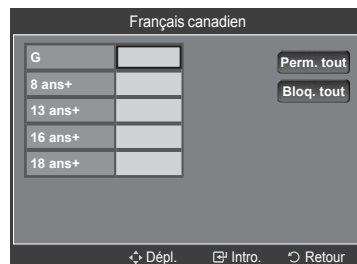 Français canadien
G
Perm. tout
8 ans+
Bloq. tout
13 ans+
16 ans+
18 ans+
Dépl. Intro. Retour